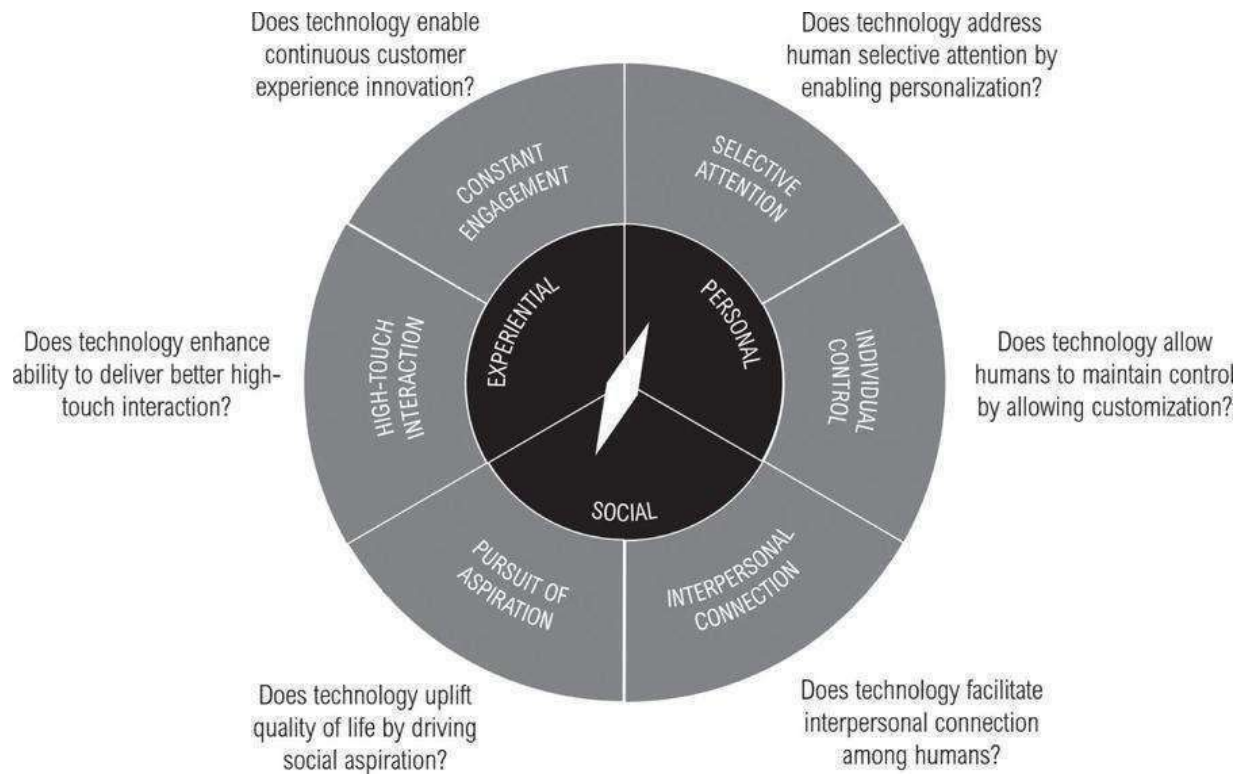 Does technology enable
continuous customer
experience innovation?
Does technology address
human selective attention by
enabling personalization?
CONSTANT
ENGAGEMENT
SELECTIVE
ATTENTION
EXPERIENTIAL
PERSONAL
HIGH-TOUCH
INTERACTION
INDIVIDUAL
CONTROL
Does technology enhance
ability to deliver better high-
touch interaction?
Does technology allow
humans to maintain control
by allowing customization?
SOCIAL
PURSUIT OF
ASPIRATION
INTERPERSONAL
CONNECTION
Does technology uplift
quality of life by driving
social aspiration?
Does technology facilitate
interpersonal connection
among humans?